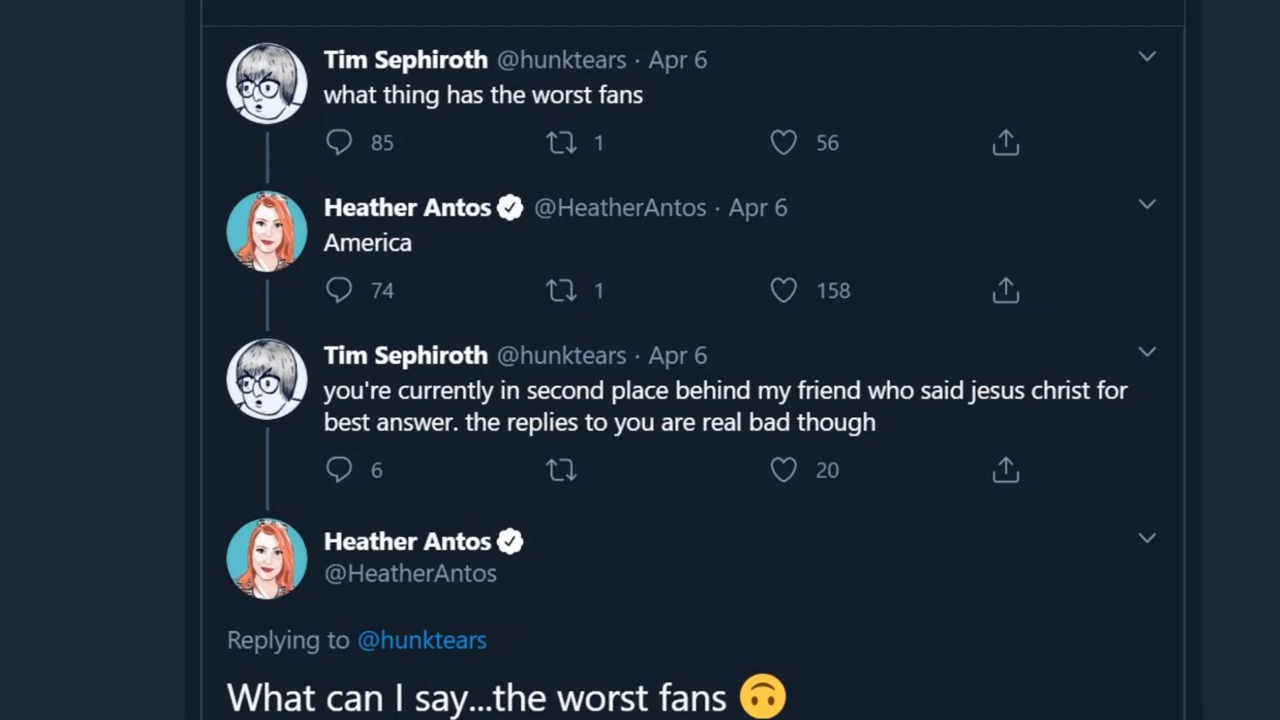 Tim Sephiroth @hunktears · Apr 6
what thing has the worst fans
85 1 56
Heather Antos @HeatherAntos · Apr 6
America
74 1 158
Tim Sephiroth @hunktears · Apr 6
you're currently in second place behind my friend who said jesus christ for
best answer. the replies to you are real bad though
6 20
Heather Antos
@HeatherAntos
Replying to @hunktears
What can I say...the worst fans 🙃